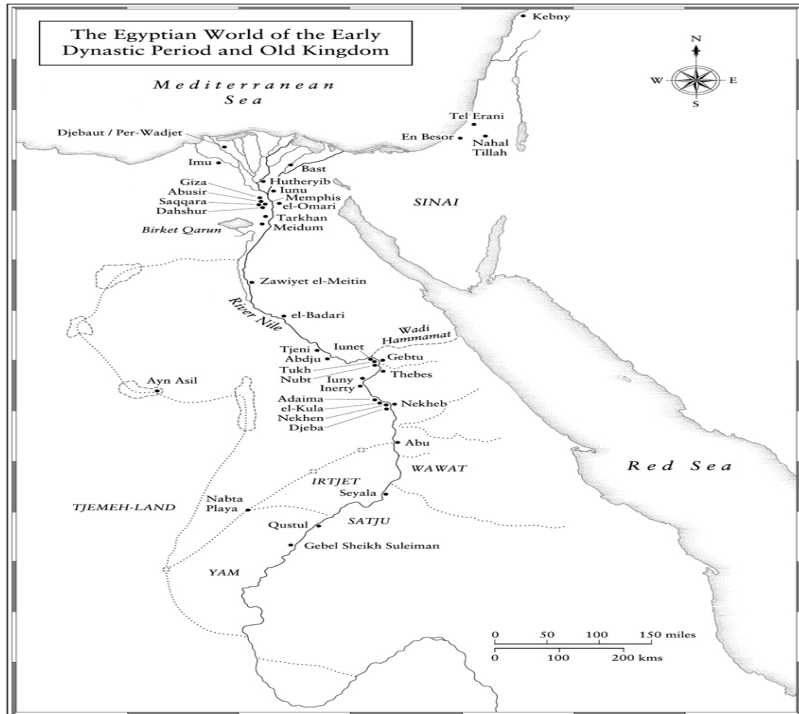 The Egyptian World of the Early
Dynastic Period and Old Kingdom
Kebny
N
W
E
S
Mediterranean
Sea
Tel Erani
Djebaut / Per-Wadjet
En Besor
Nahal
Tillah
Imu
Bast
Giza
Hutheryib
Abusir
Iunu
Saqqara
Memphis
Dahshur
el-Omari
SINAI
Tarkhan
Birket Qarun
Meidum
Zawiyet el-Meitin
River Nile
el-Badari
Wadi
Hammamat
Tjeni
Iunet
Abdju
Gebtu
Tukh
Nubt
Thebes
Iuny
Inerty
Ayn Asil
Adaima
el-Kula
Nekheb
Nekhen
Djeba
Abu
Red Sea
WAWAT
IRTJET
Seyala
Nabta
Playa
TJEMEH-LAND
SATJU
Qustul
Gebel Sheikh Suleiman
YAM
0 50 100 150 miles
0 100 200 kms